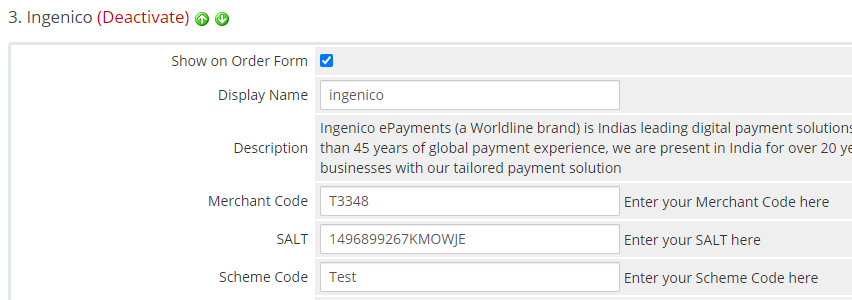 3. Ingenico (Deactivate)
Show on Order Form
Display Name ingenico
Ingenico ePayments (a Worldline brand) is Indias leading digital payment solutions
Description than 45 years of global payment experience, we are present in India for over 20 ye
businesses with our tailored payment solution
Merchant Code T3348 Enter your Merchant Code here
SALT 1496899267KMOWJE Enter your SALT here
Scheme Code Test Enter your Scheme Code here